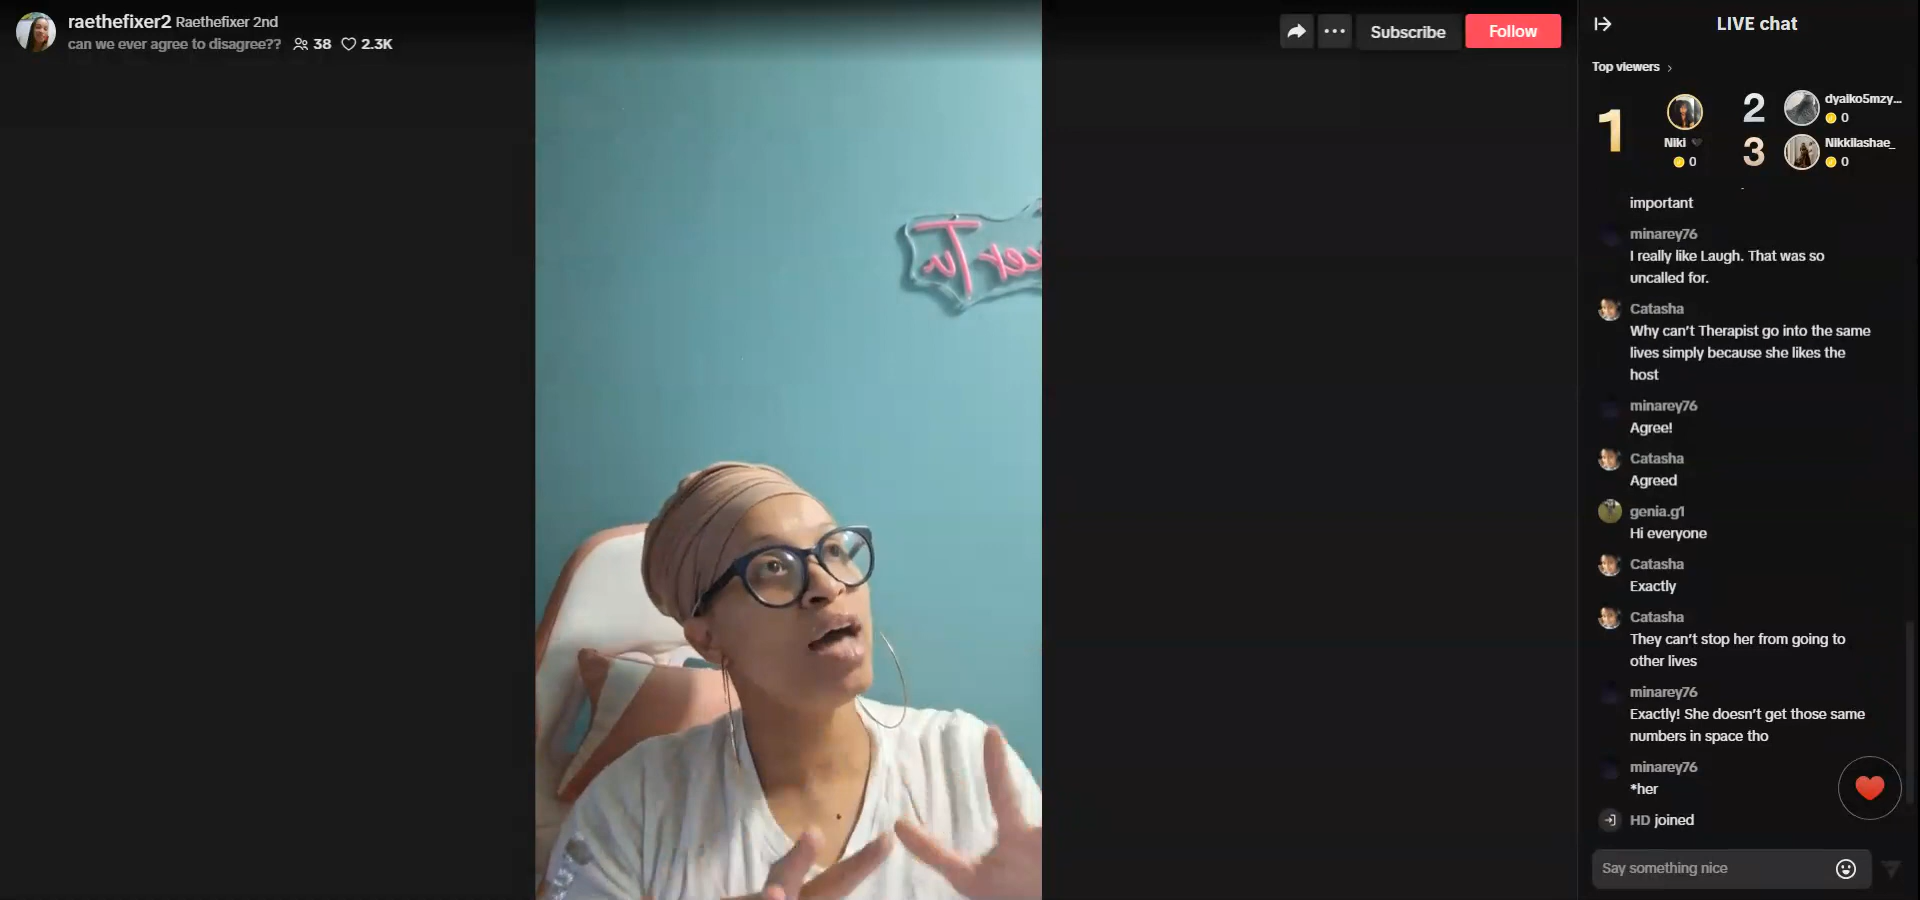 raethefixer2 Raethefixer 2nd
can we ever agree to disagree?? 38 2.3K
Subscribe
Follow
LIVE chat
Top viewers
1
Niki
0
2
dyaiko5mzy...
0
3
Nikkilashae_
0
important
minarey76
I really like Laugh. That was so
uncalled for.
Catasha
Why can't Therapist go into the same
lives simply because she likes the
host
minarey76
Agree!
Catasha
Agreed
genia.g1
Hi everyone
Catasha
Exactly
Catasha
They can't stop her from going to
other lives
minarey76
Exactly! She doesn't get those same
numbers in space tho
minarey76
*her
HD joined
Say something nice